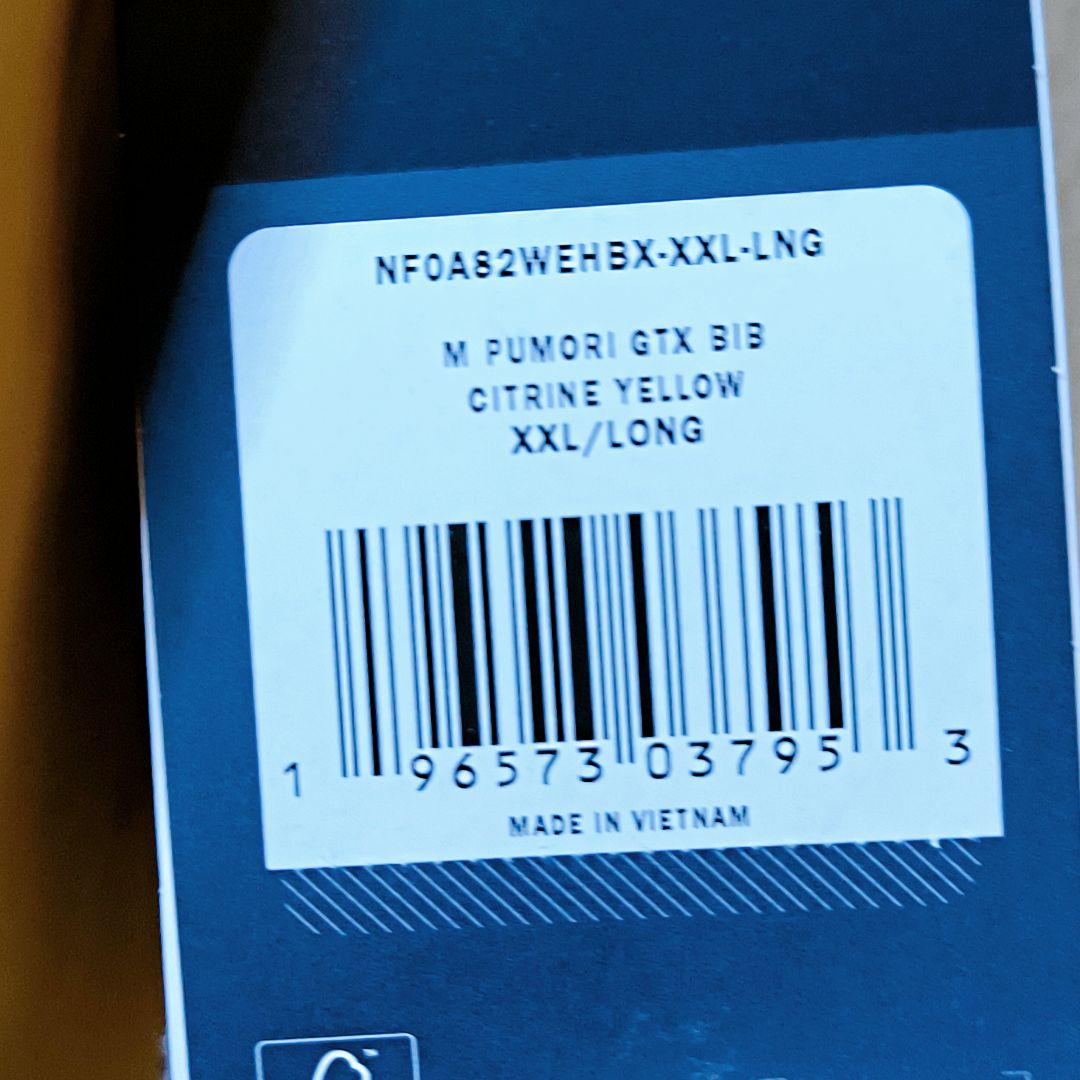 NF0A82WEHBX-XXL-LNG
M PUMORI GTX BIB
CITRINE YELLOW
XXL/LONG
1 96573 03795 3
MADE IN VIETNAM